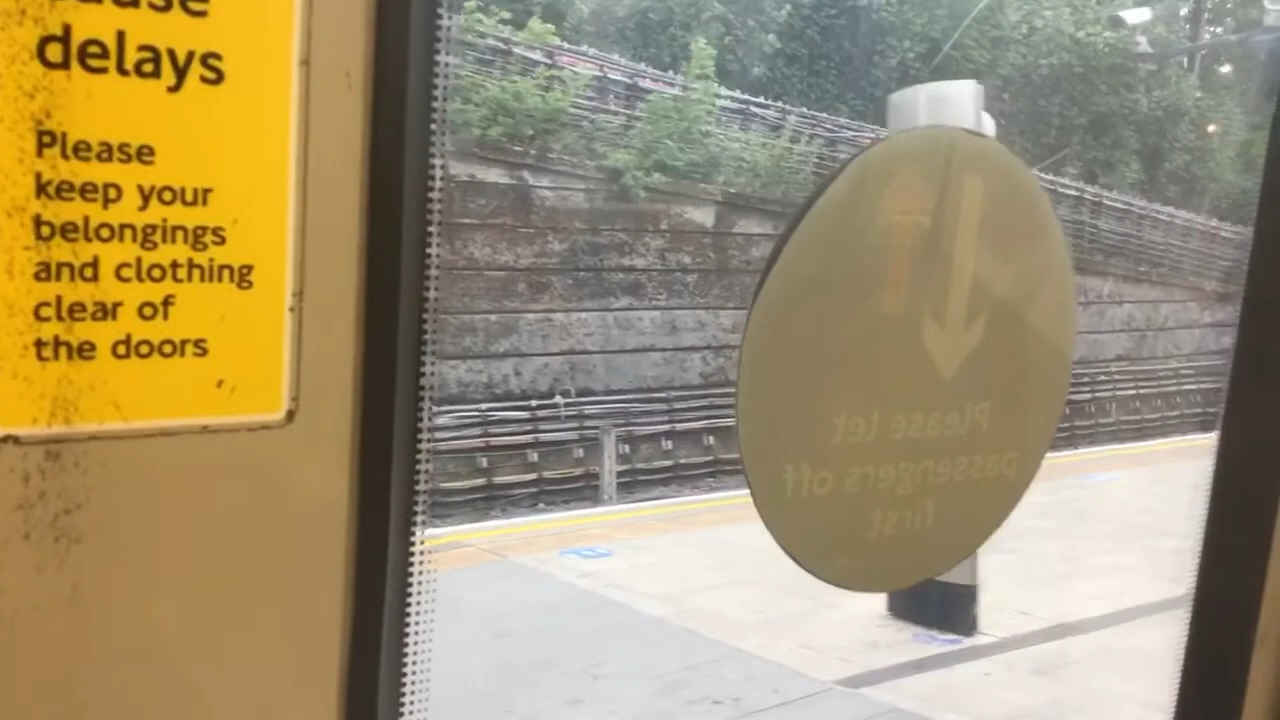 delays
Please
keep your
belongings
and clothing
clear of
the doors
Please let
passengers off
first